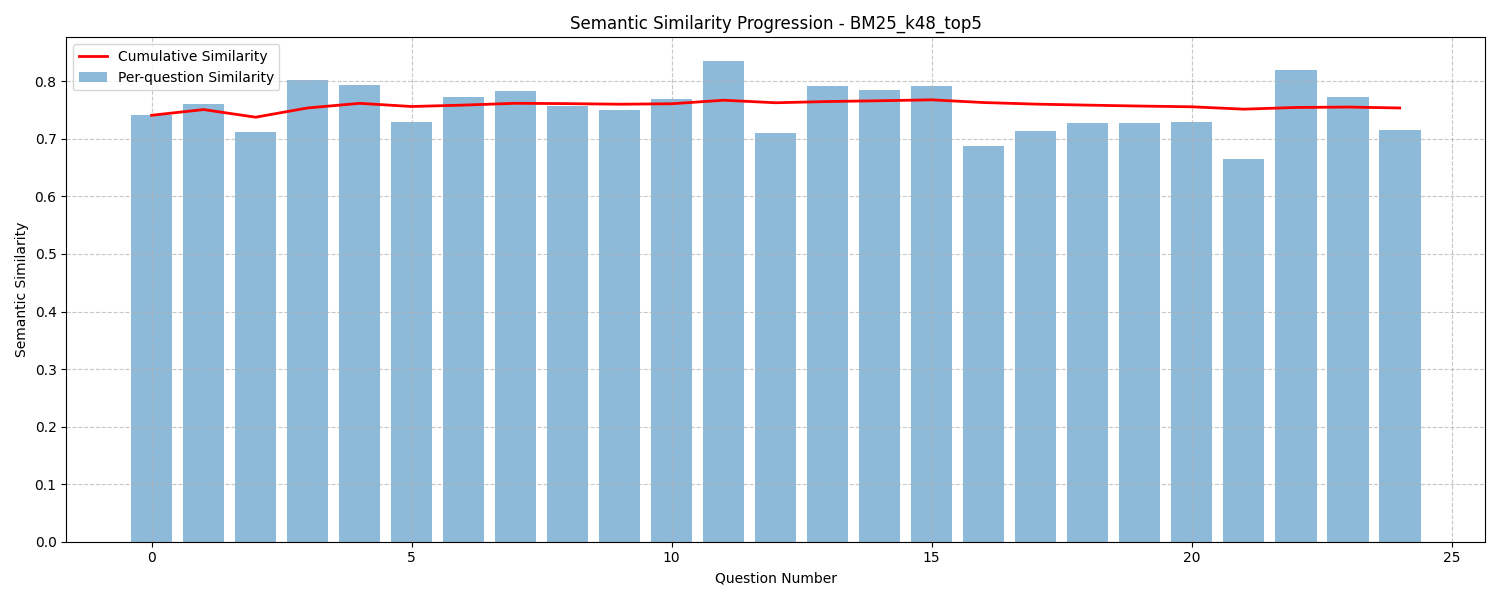 Semantic Similarity Progression - BM25_k48_top5
Cumulative Similarity
Per-question Similarity
Semantic Similarity
0.8
0.7
0.6
0.5
0.4
0.3
0.2
0.1
0.0
0 5 10 15 20 25
Question Number